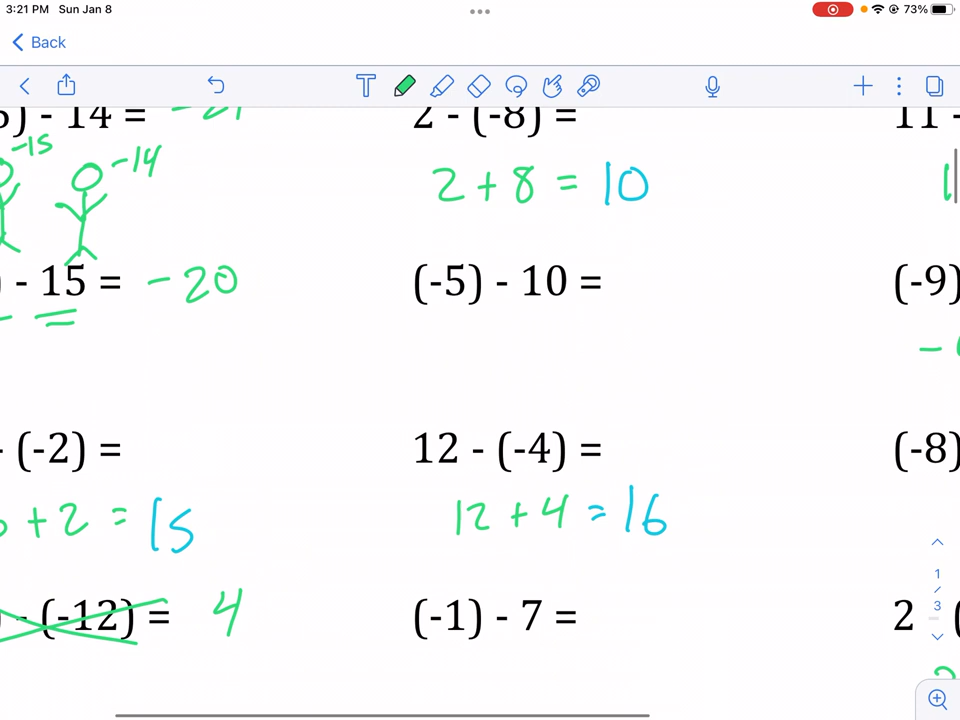 3:21 PM Sun Jan 8 73%
Back
T
) - 14 = 2 - (-8) = 11 -
-15 -14 2 + 8 = 10
) - 15 = -20 (-5) - 10 = (-9)
- (-2) = 12 - (-4) = (-8)
+ 2 = 15 12 + 4 = 16
1
/
3
- (-12) = 4 (-1) - 7 = 2